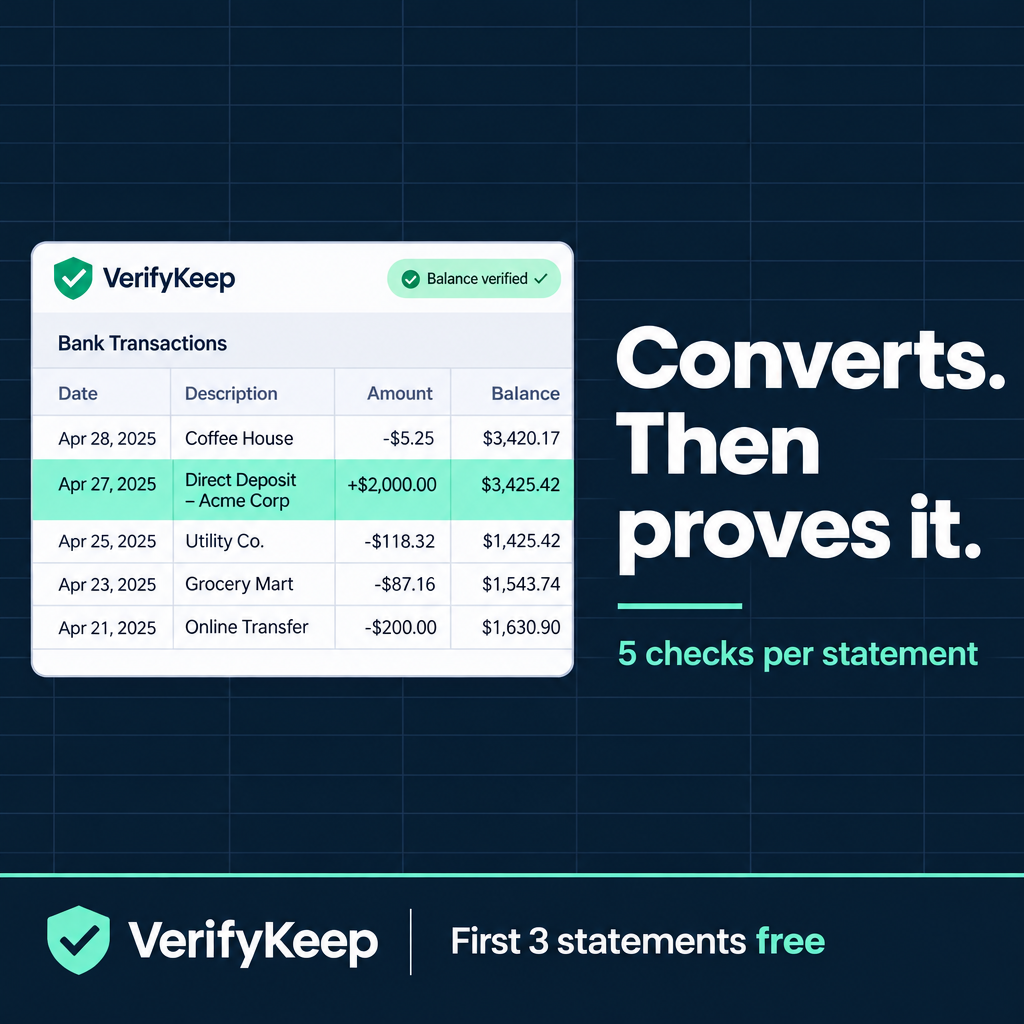 VerifyKeep
Balance verified ✓
Bank Transactions
Date Description Amount Balance
Apr 28, 2025 Coffee House -$5.25 $3,420.17
Apr 27, 2025 Direct Deposit +$2,000.00 $3,425.42
– Acme Corp
Apr 25, 2025 Utility Co. -$118.32 $1,425.42
Apr 23, 2025 Grocery Mart -$87.16 $1,543.74
Apr 21, 2025 Online Transfer -$200.00 $1,630.90
Converts.
Then
proves it.
5 checks per statement
VerifyKeep
First 3 statements free